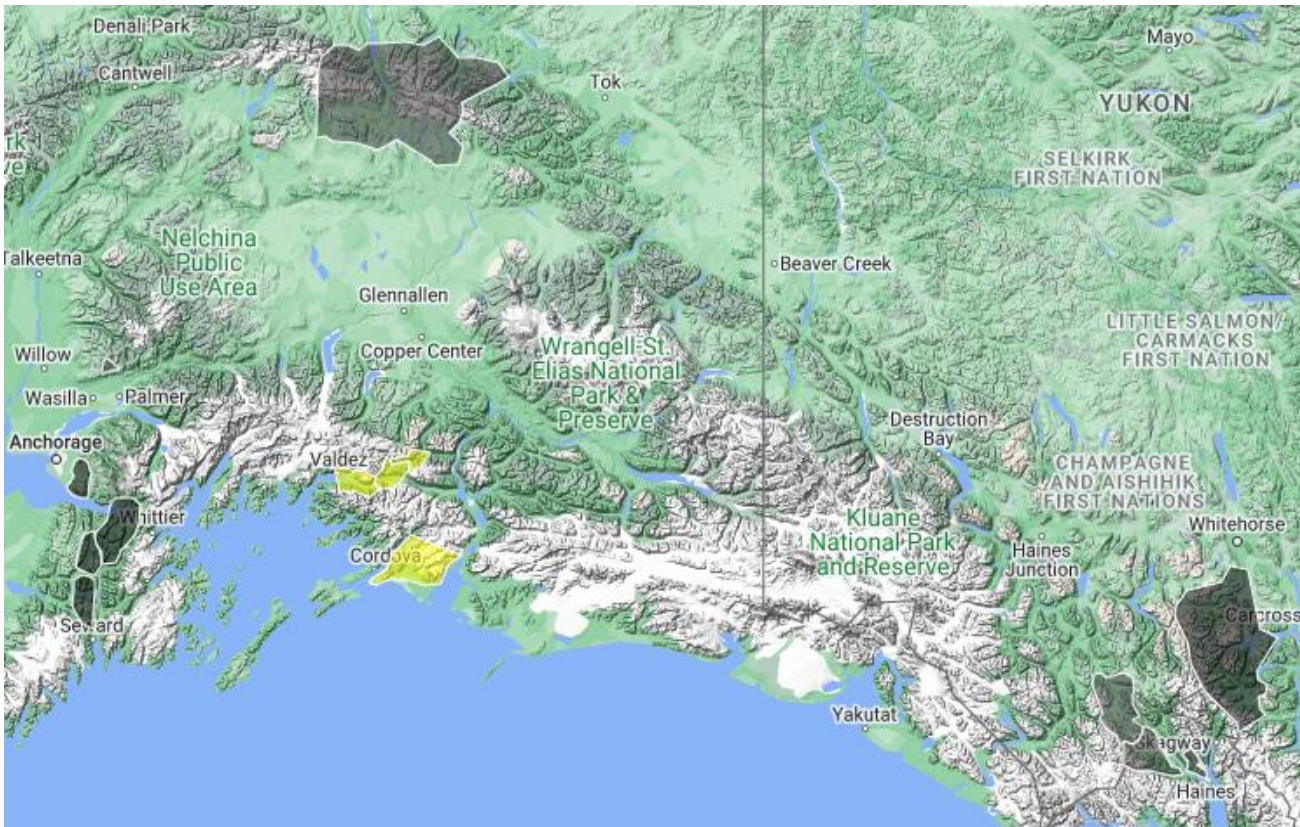 Denali Park
Cantwell
Tok
Mayo
YUKON
SELKIRK
FIRST NATION
rk
ve
Nelchina
Public
Use Area
Talkeetna
Beaver Creek
Glennallen
LITTLE SALMON/
CARMACKS
FIRST NATION
Willow
Copper Center
Wrangell-St.
Elias National
Park &
Preserve
Wasilla
Palmer
Destruction
Bay
Anchorage
Valdez
CHAMPAGNE
AND AISHIHIK
FIRST NATIONS
Whittier
Kluane
National Park
and Reserve
Whitehorse
Cordova
Haines
Junction
Carcross
Seward
Yakutat
Skagway
Haines